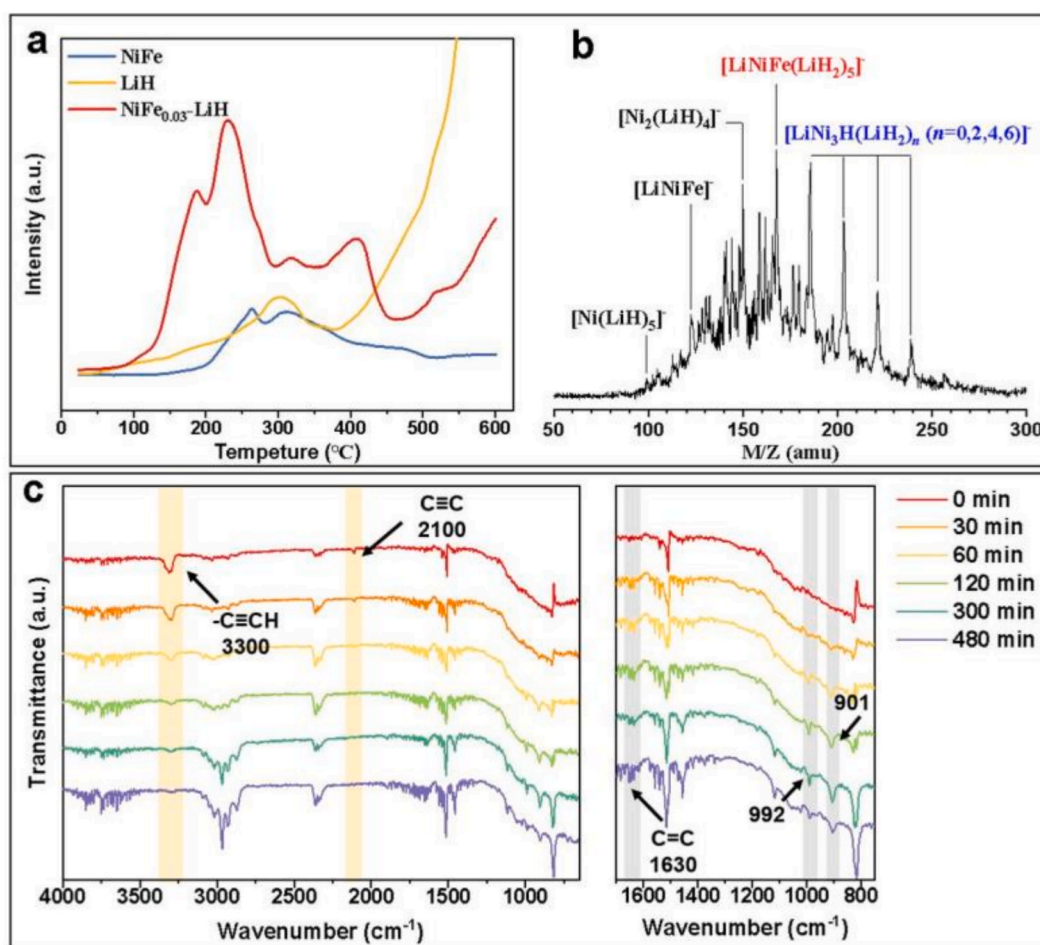 a
NiFe
LiH
NiFe0.03-LiH
Intensity (a.u.)
0 100 200 300 400 500 600
Tempeture (°C)
b
[LiNiFe(LiH2)5]-
[Ni2(LiH)4]-
[LiNi3H(LiH2)n (n=0,2,4,6)]-
[LiNiFe]-
[Ni(LiH)5]-
50 100 150 200 250 300
M/Z (amu)
c
C≡C
2100
-C≡CH
3300
Transmittance (a.u.)
4000 3500 3000 2500 2000 1500 1000
Wavenumber (cm-1)
901
992
C=C
1630
1600 1400 1200 1000 800
Wavenumber (cm-1)
0 min
30 min
60 min
120 min
300 min
480 min